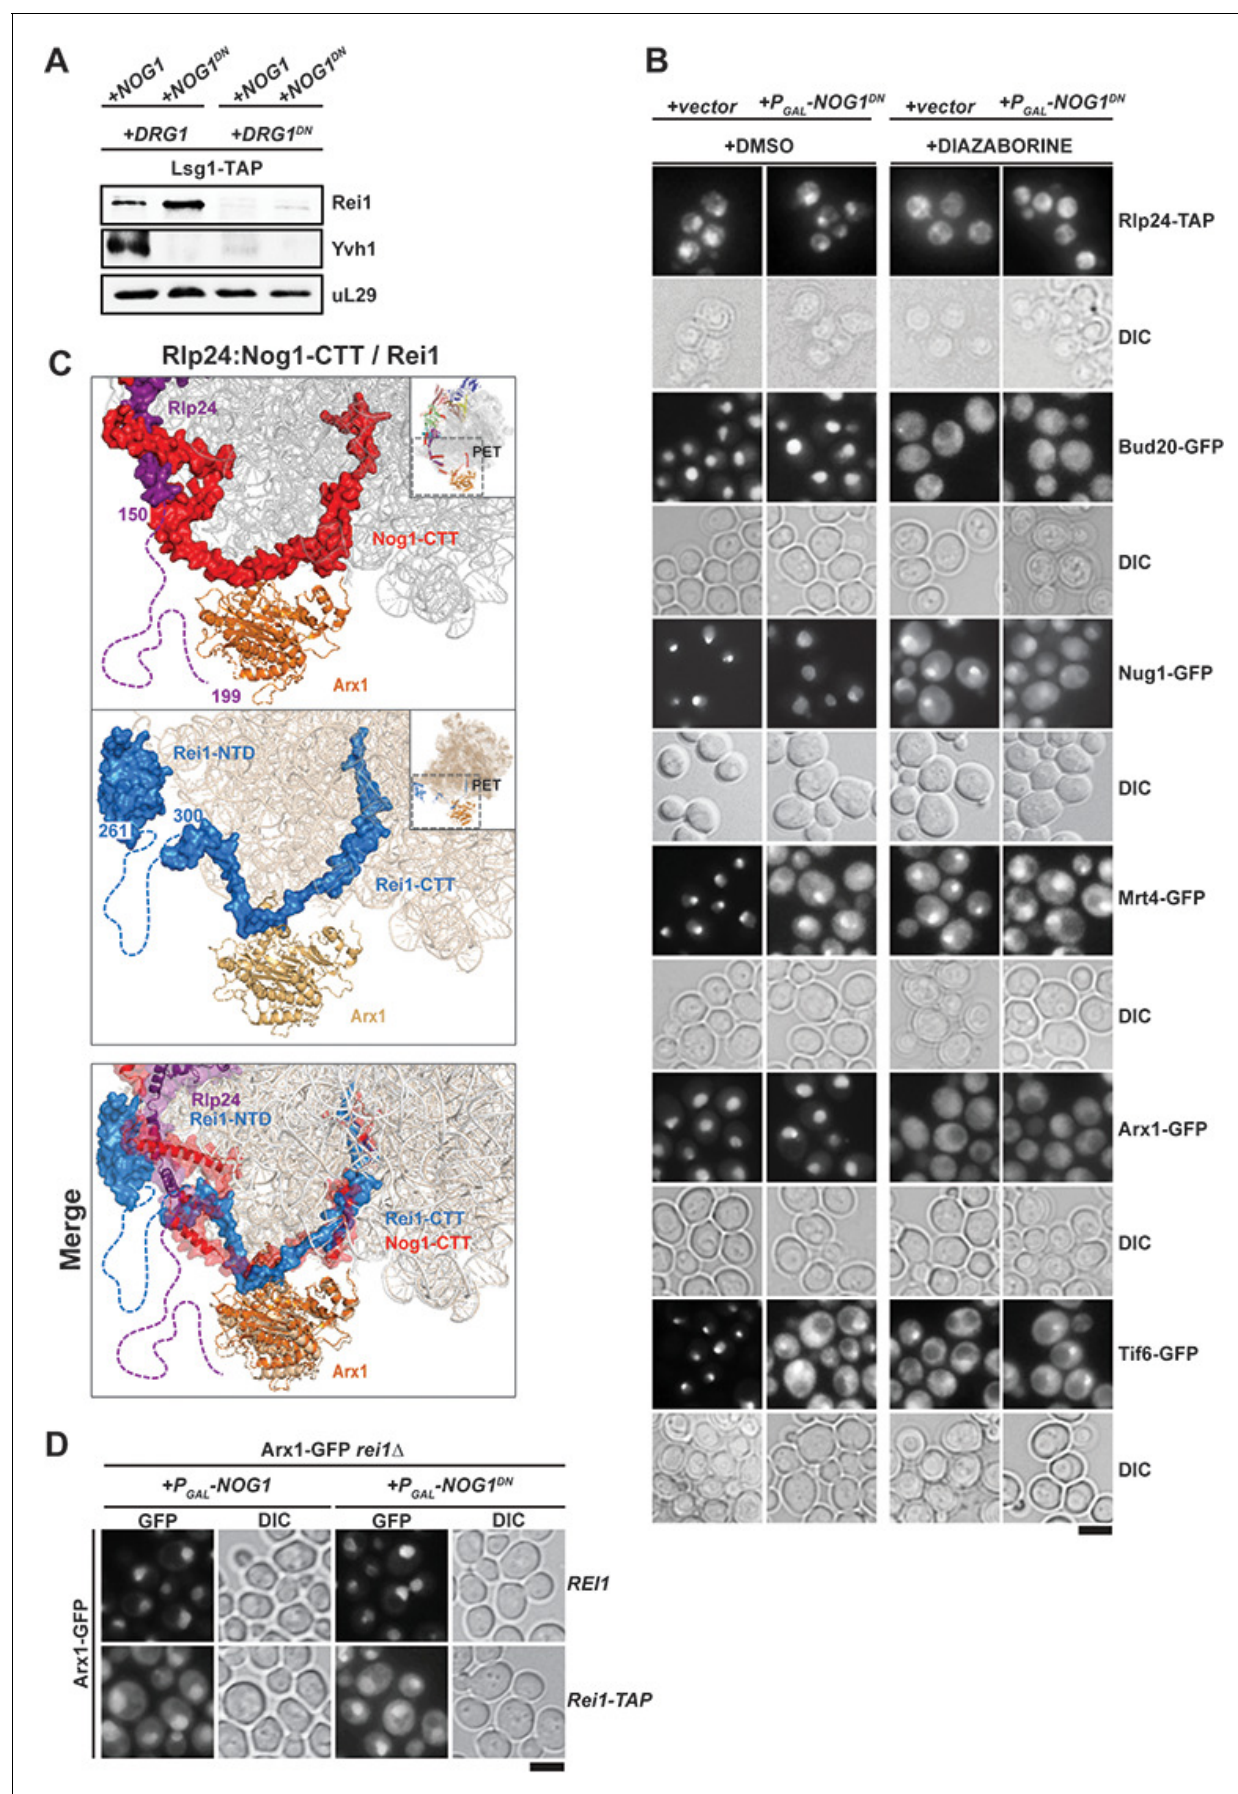 A
+NOG1 +NOG1DN +NOG1 +NOG1DN
+DRG1 +DRG1DN
Lsg1-TAP
Rei1
Yvh1
uL29
B
+vector +PGAL-NOG1DN +vector +PGAL-NOG1DN
+DMSO +DIAZABORINE
Rlp24-TAP
DIC
Bud20-GFP
DIC
Nug1-GFP
DIC
Mrt4-GFP
DIC
Arx1-GFP
DIC
Tif6-GFP
DIC
C
Rlp24:Nog1-CTT / Rei1
Rlp24
PET
150
Nog1-CTT
199
Arx1
Rei1-NTD
PET
261
300
Rei1-CTT
Arx1
Merge
Rlp24
Rei1-NTD
Rei1-CTT
Nog1-CTT
Arx1
D
Arx1-GFP rei1Δ
+PGAL-NOG1 +PGAL-NOG1DN
GFP DIC GFP DIC
Arx1-GFP
REI1
Rei1-TAP